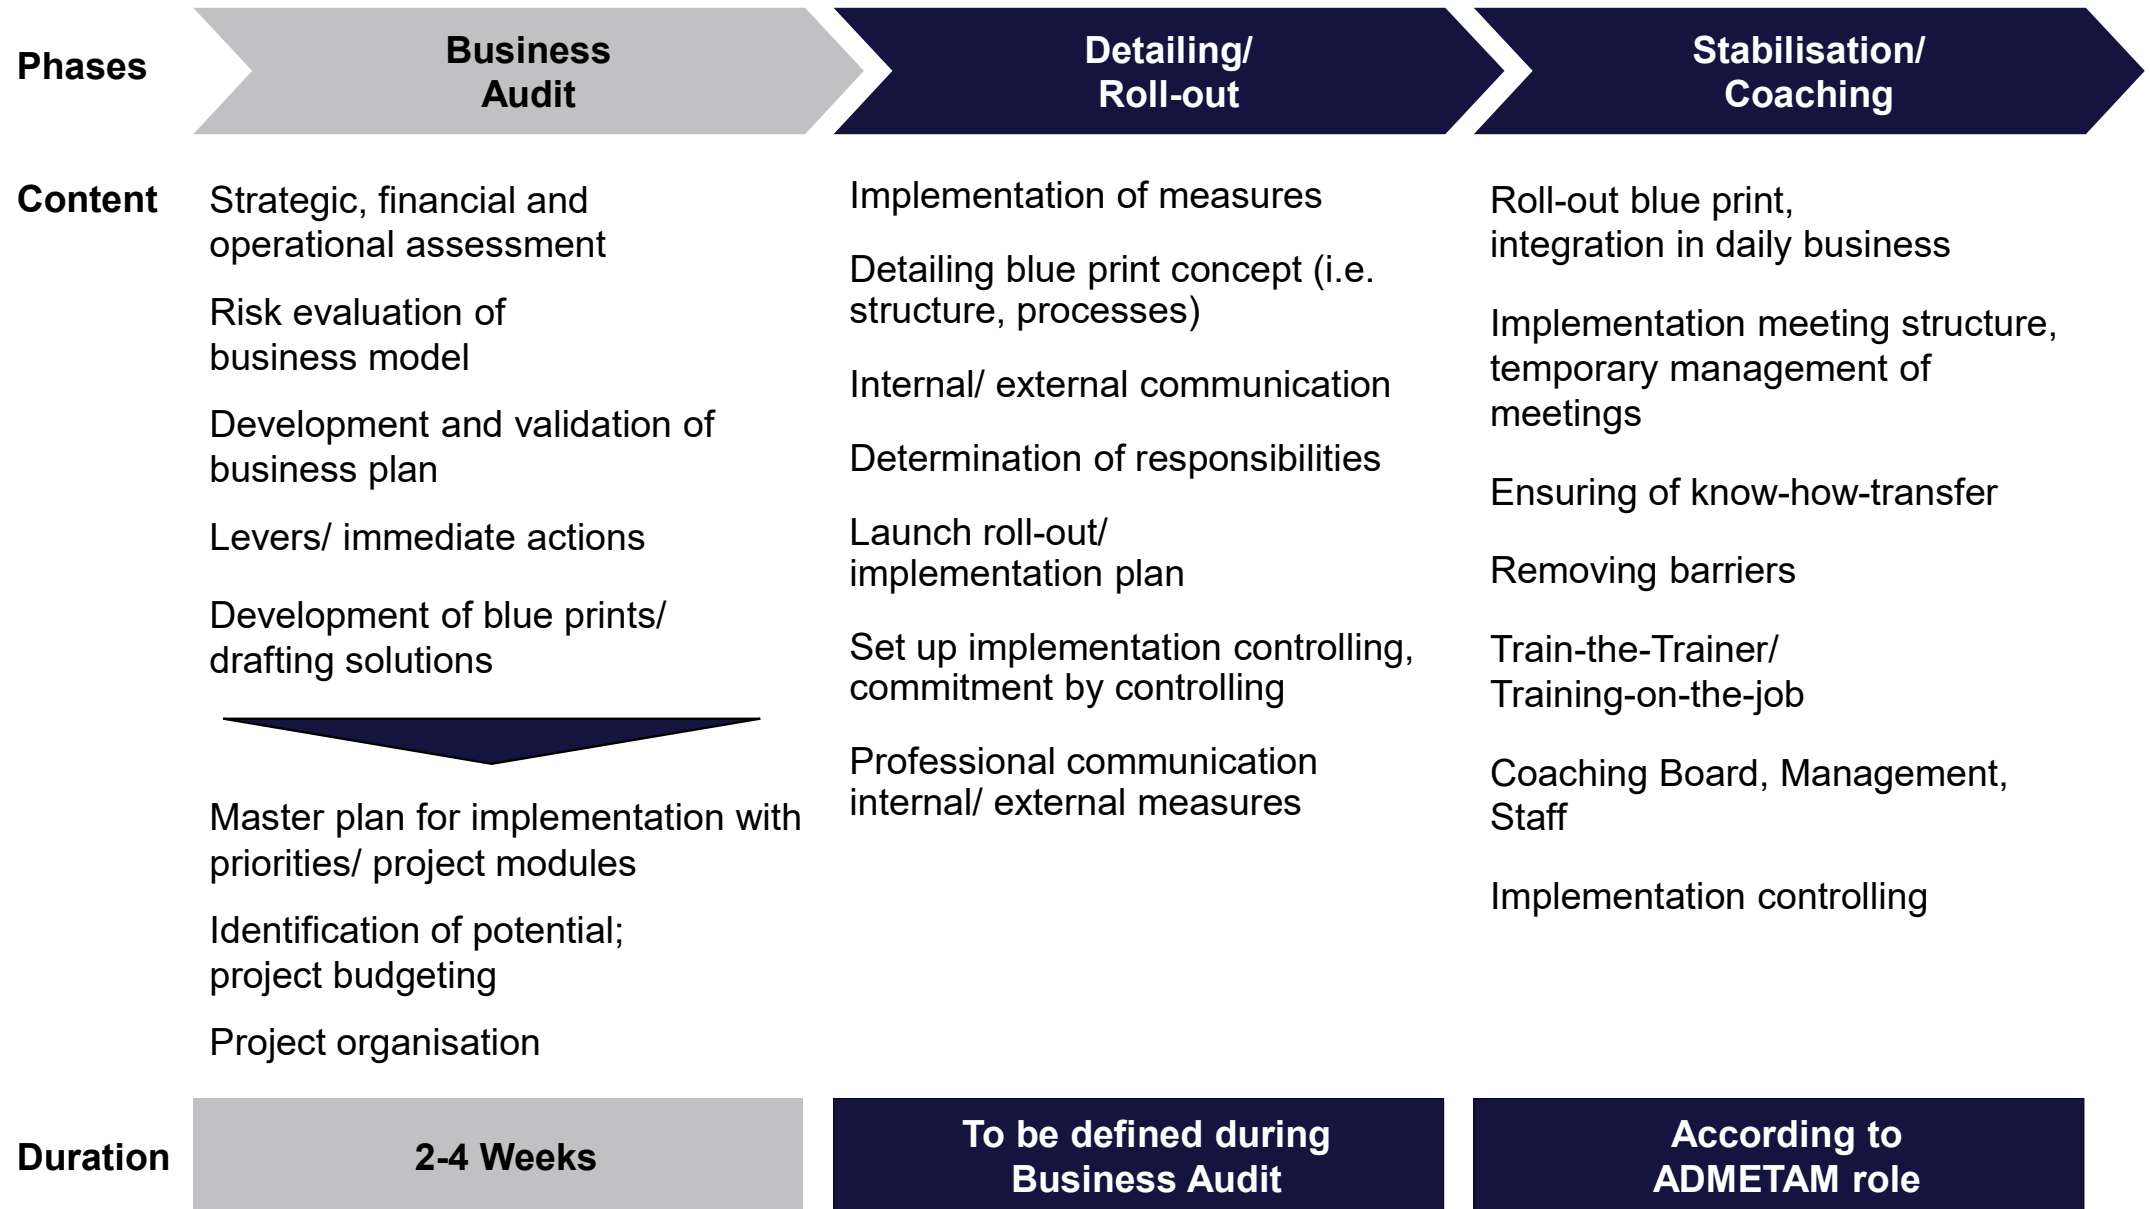 Phases
Business
Audit
Detailing/
Roll-out
Stabilisation/
Coaching
Content
Strategic, financial and
operational assessment
Risk evaluation of
business model
Development and validation of
business plan
Levers/ immediate actions
Development of blue prints/
drafting solutions
Master plan for implementation with
priorities/ project modules
Identification of potential;
project budgeting
Project organisation
Implementation of measures
Detailing blue print concept (i.e.
structure, processes)
Internal/ external communication
Determination of responsibilities
Launch roll-out/
implementation plan
Set up implementation controlling,
commitment by controlling
Professional communication
internal/ external measures
Roll-out blue print,
integration in daily business
Implementation meeting structure,
temporary management of
meetings
Ensuring of know-how-transfer
Removing barriers
Train-the-Trainer/
Training-on-the-job
Coaching Board, Management,
Staff
Implementation controlling
Duration
2-4 Weeks
To be defined during
Business Audit
According to
ADMETAM role